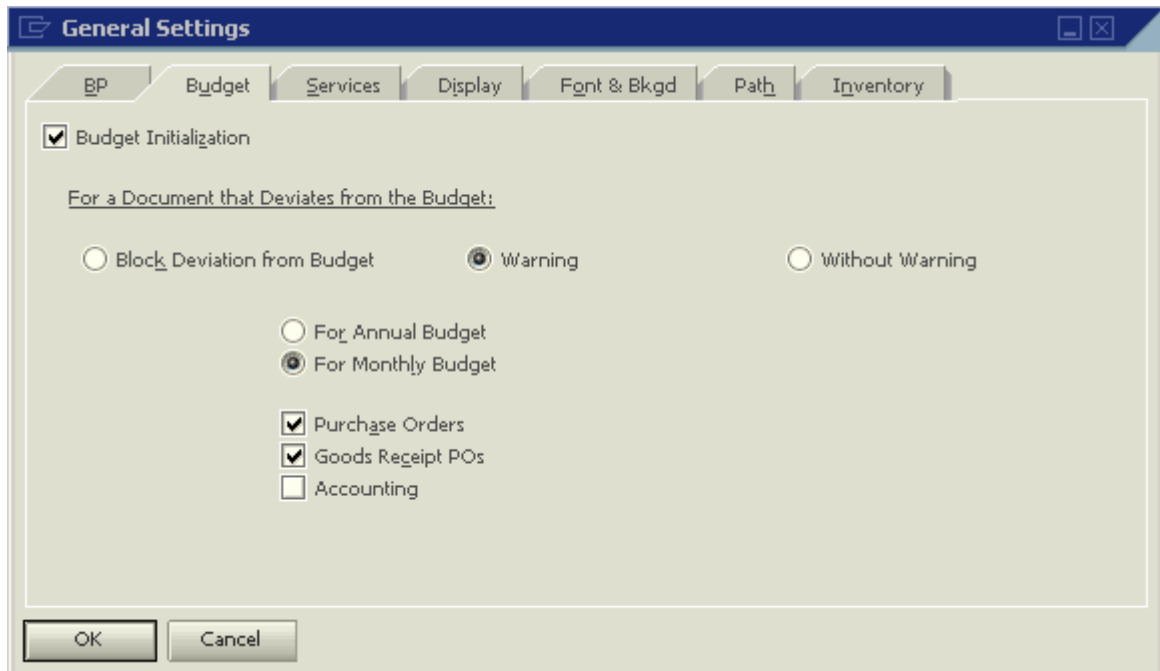 General Settings
BP Budget Services Display Font & Bkgd Path Inventory
Budget Initialization
For a Document that Deviates from the Budget:
Block Deviation from Budget Warning Without Warning
For Annual Budget
For Monthly Budget
Purchase Orders
Goods Receipt POs
Accounting
OK Cancel